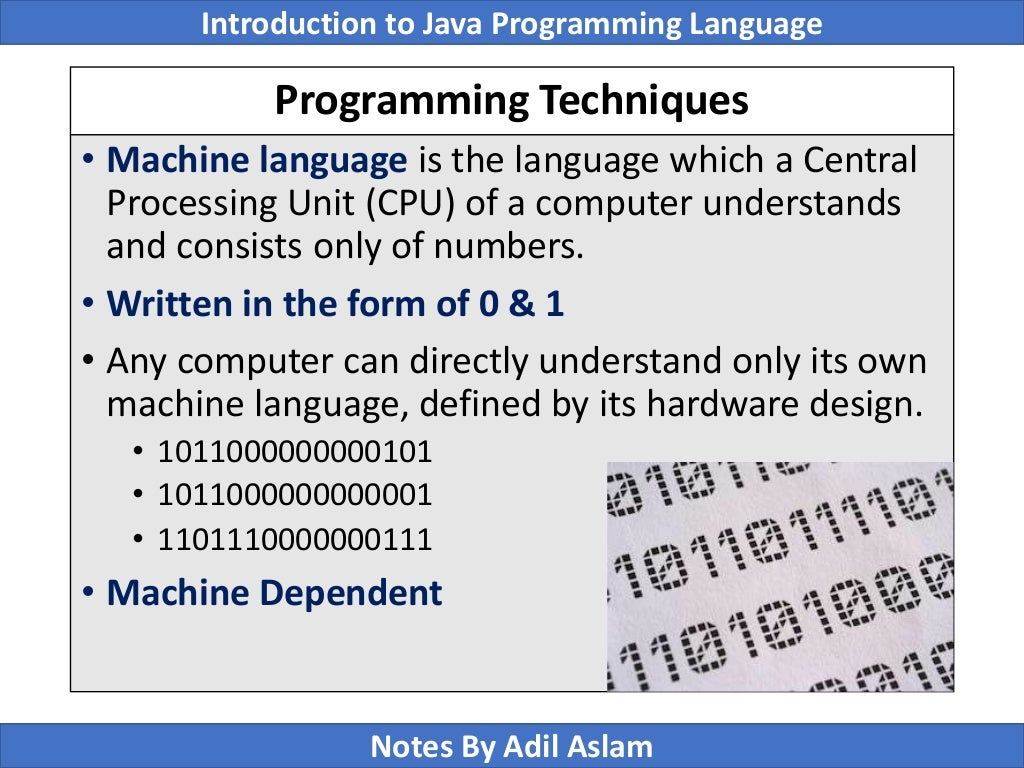 Introduction to Java Programming Language
Programming Techniques
• Machine language is the language which a Central
Processing Unit (CPU) of a computer understands
and consists only of numbers.
• Written in the form of 0 & 1
• Any computer can directly understand only its own
machine language, defined by its hardware design.
• 1011000000000101
• 1011000000000001
• 1101110000000111
• Machine Dependent
Notes By Adil Aslam